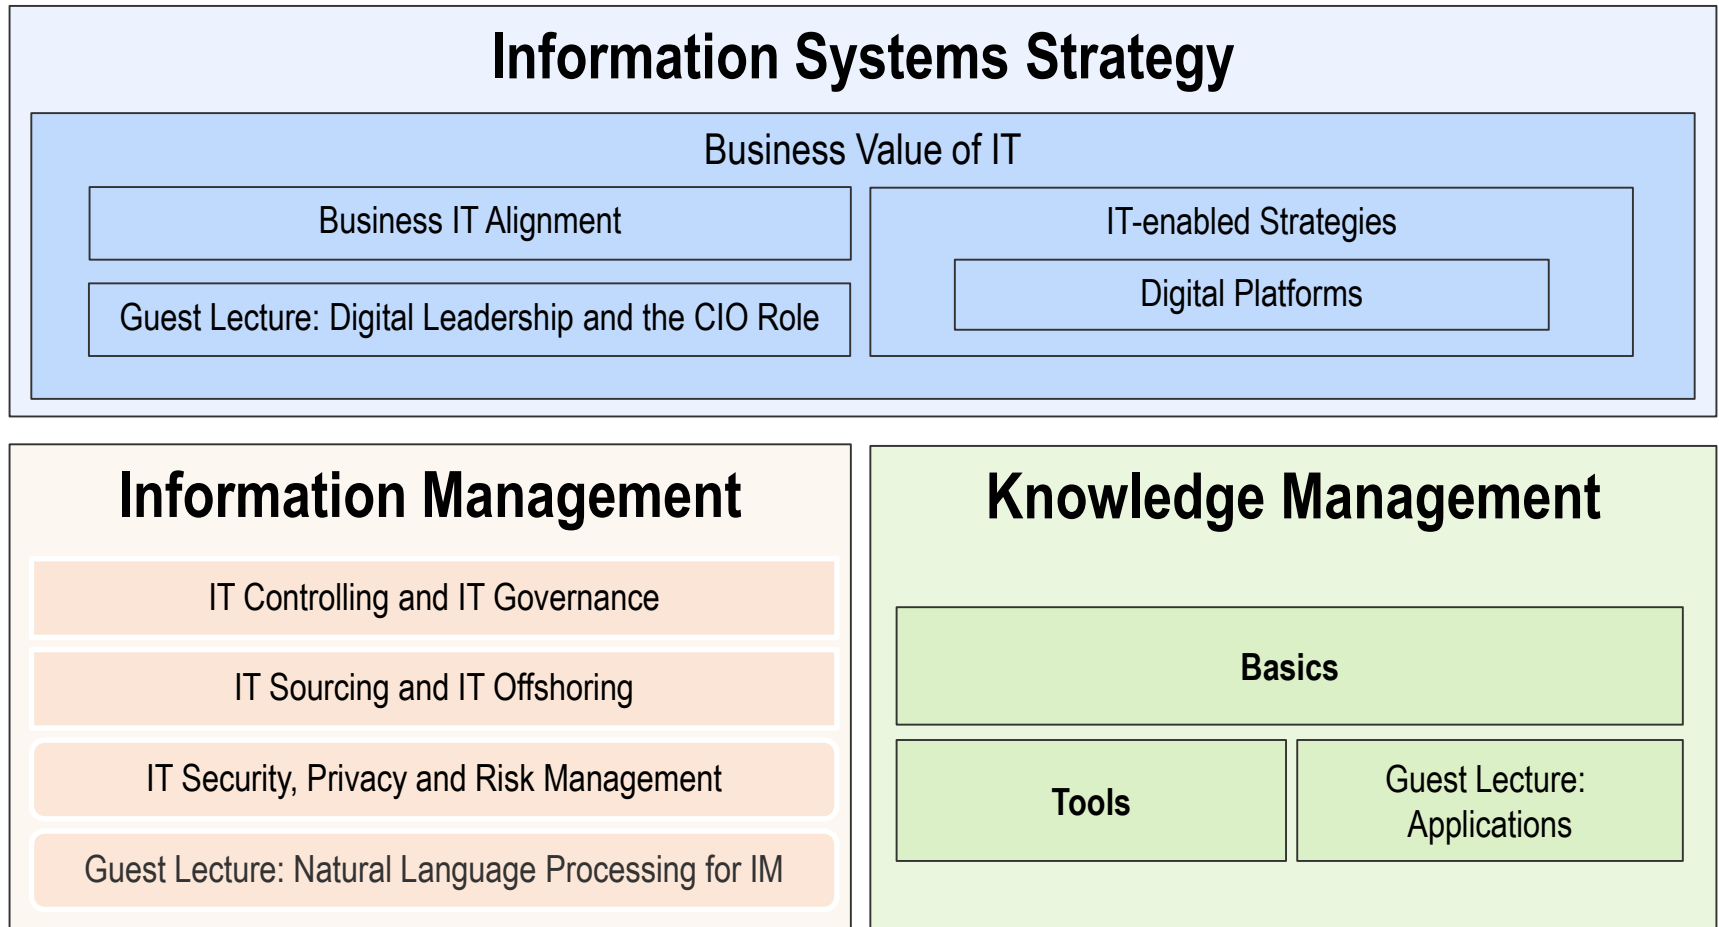 Information Systems Strategy
Business Value of IT
Business IT Alignment
Guest Lecture: Digital Leadership and the CIO Role
IT-enabled Strategies
Digital Platforms
Information Management
IT Controlling and IT Governance
IT Sourcing and IT Offshoring
IT Security, Privacy and Risk Management
Guest Lecture: Natural Language Processing for IM
Knowledge Management
Basics
Tools
Guest Lecture:
Applications